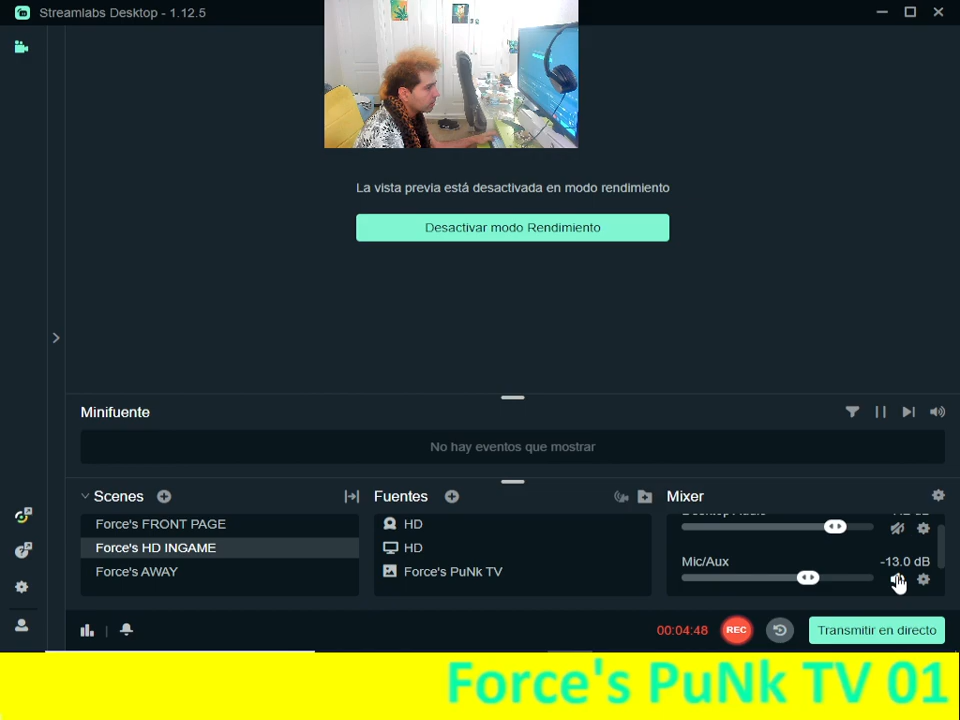 Streamlabs Desktop - 1.12.5
La vista previa está desactivada en modo rendimiento
Desactivar modo Rendimiento
Minifuente
No hay eventos que mostrar
Scenes
Fuentes
Mixer
Force's FRONT PAGE
Force's HD INGAME
Force's AWAY
HD
HD
Force's PuNk TV
Desktop Audio
Mic/Aux
-13.0 dB
00:04:48
REC
Transmitir en directo
Force's PuNk TV 01